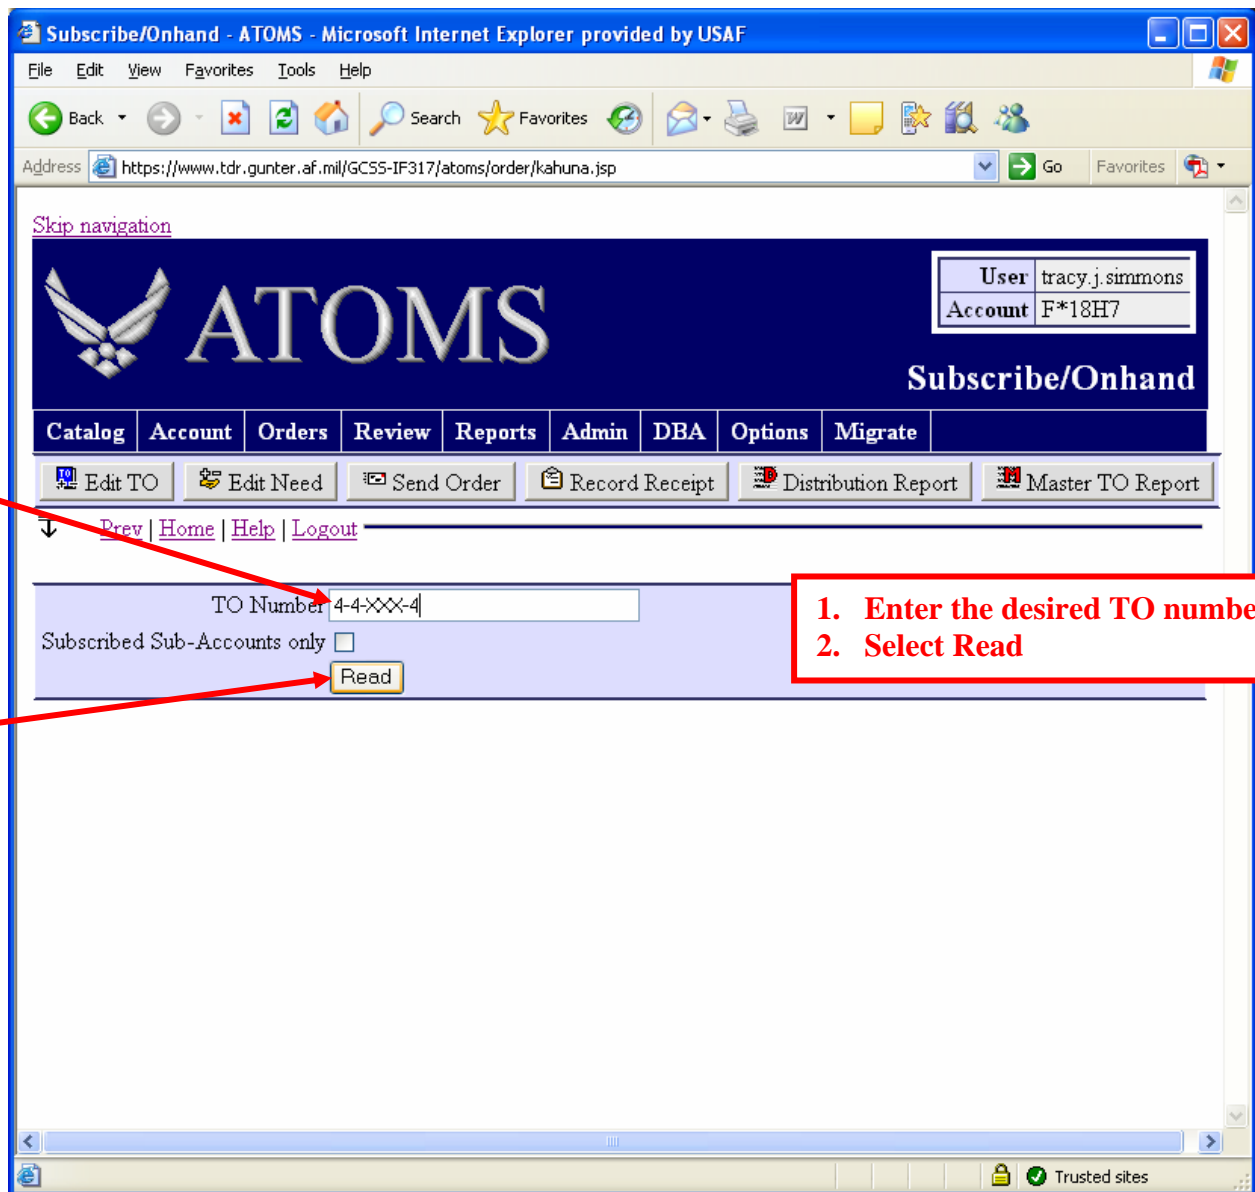 Subscribe/Onhand - ATOMS - Microsoft Internet Explorer provided by USAF
File Edit View Favorites Tools Help
Back Search Favorites
Address https://www.tdr.gunter.af.mil/GCSS-IF317/atoms/order/kahuna.jsp Go Favorites
Skip navigation
ATOMS
User tracy.j.simmons
Account F*18H7
Subscribe/Onhand
Catalog Account Orders Review Reports Admin DBA Options Migrate
Edit TO Edit Need Send Order Record Receipt Distribution Report Master TO Report
Prev | Home | Help | Logout
TO Number 4-4-XXX-4
Subscribed Sub-Accounts only
Read
1. Enter the desired TO numbe
2. Select Read
Trusted sites